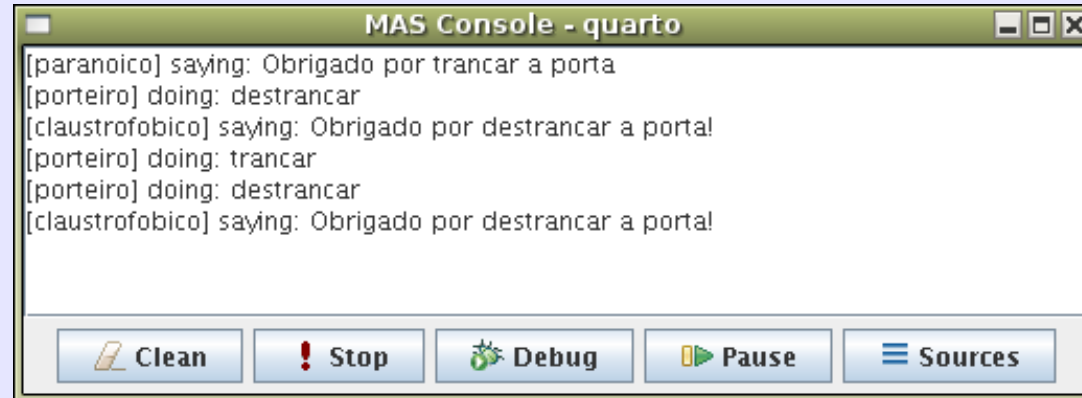 MAS Console - quarto
[paranoico] saying: Obrigado por trancar a porta
[porteiro] doing: destrancar
[claustrofobico] saying: Obrigado por destrancar a porta!
[porteiro] doing: trancar
[porteiro] doing: destrancar
[claustrofobico] saying: Obrigado por destrancar a porta!
Clean Stop Debug Pause Sources